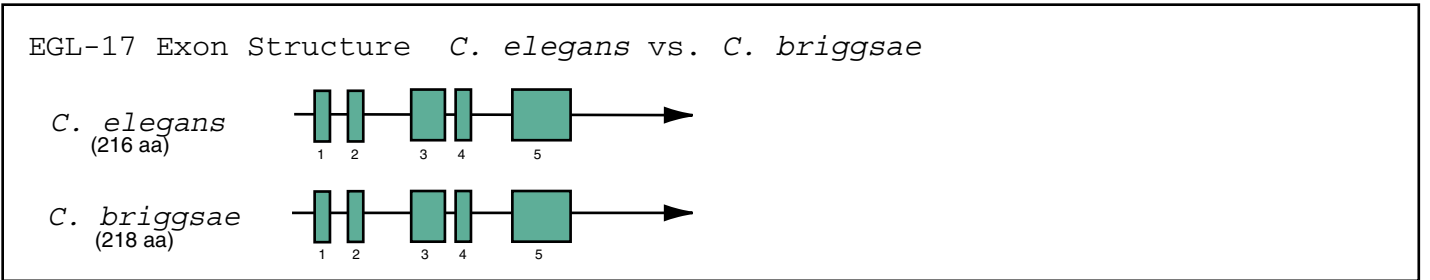 EGL-17 Exon Structure C. elegans vs. C. briggsae
C. elegans
(216 aa)
1 2 3 4 5
C. briggsae
(218 aa)
1 2 3 4 5